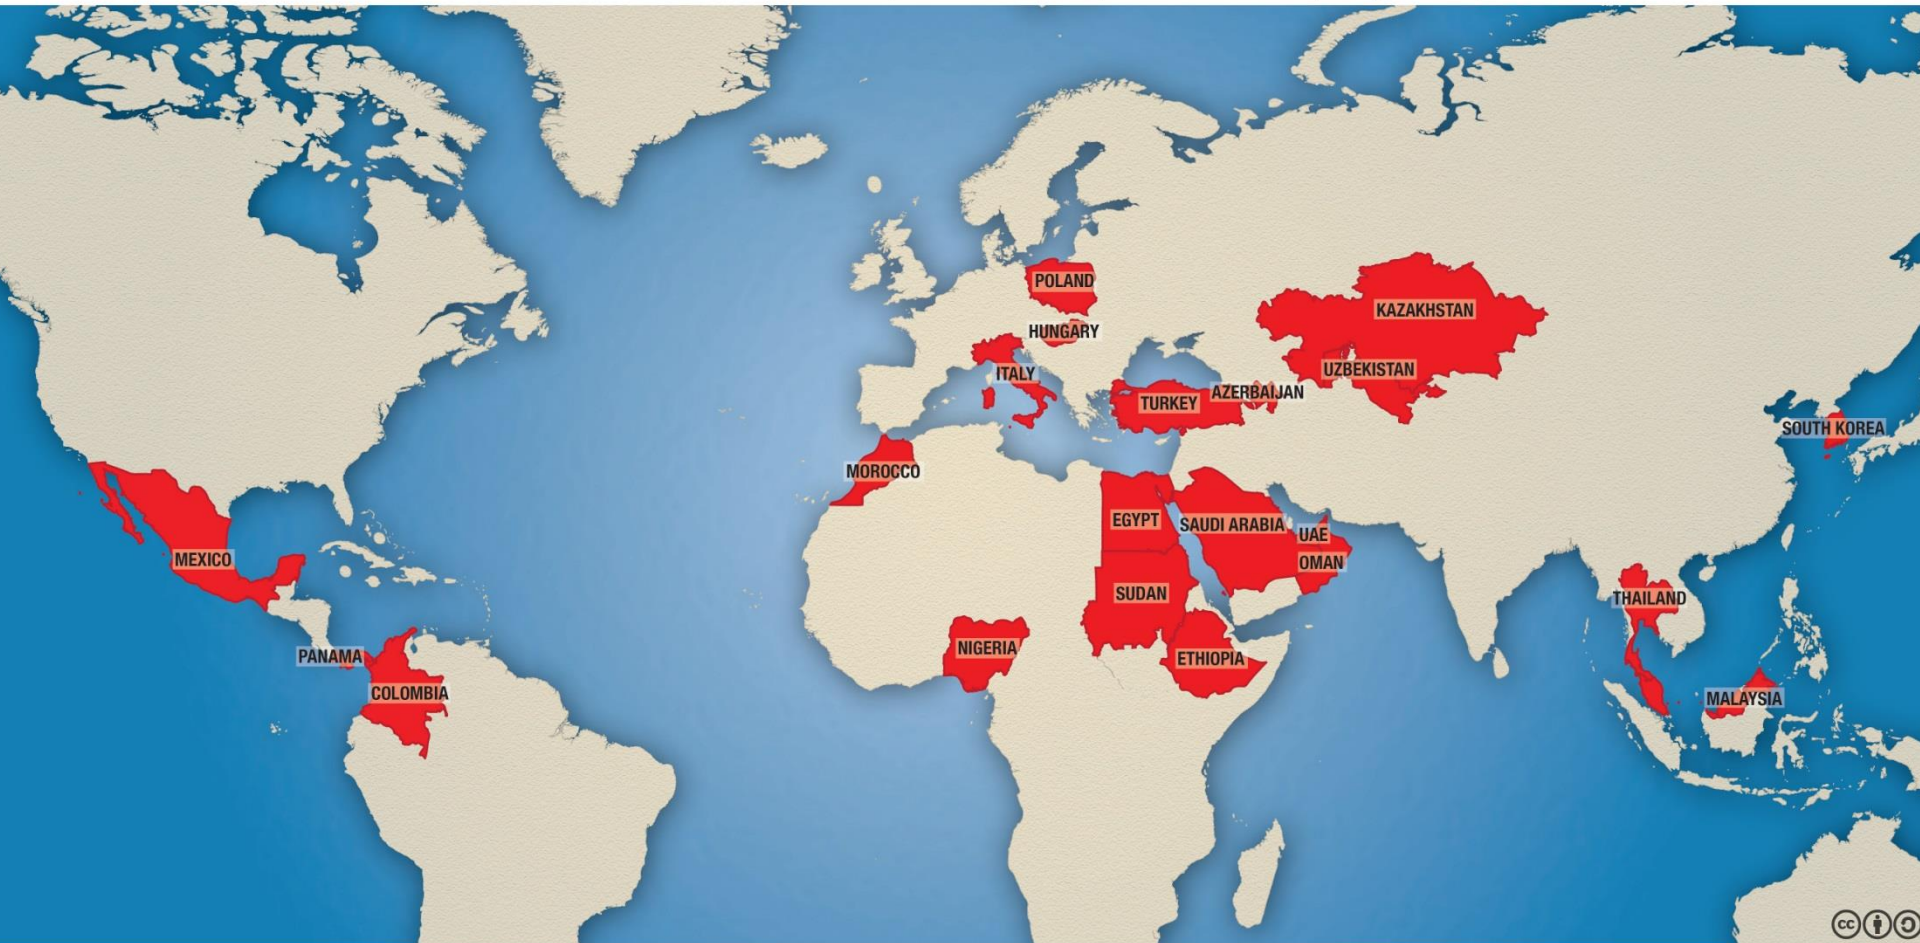 POLAND
KAZAKHSTAN
HUNGARY
UZBEKISTAN
ITALY
AZERBAIJAN
TURKEY
SOUTH KOREA
MOROCCO
EGYPT
SAUDI ARABIA
UAE
MEXICO
OMAN
SUDAN
THAILAND
NIGERIA
PANAMA
ETHIOPIA
COLOMBIA
MALAYSIA
cc